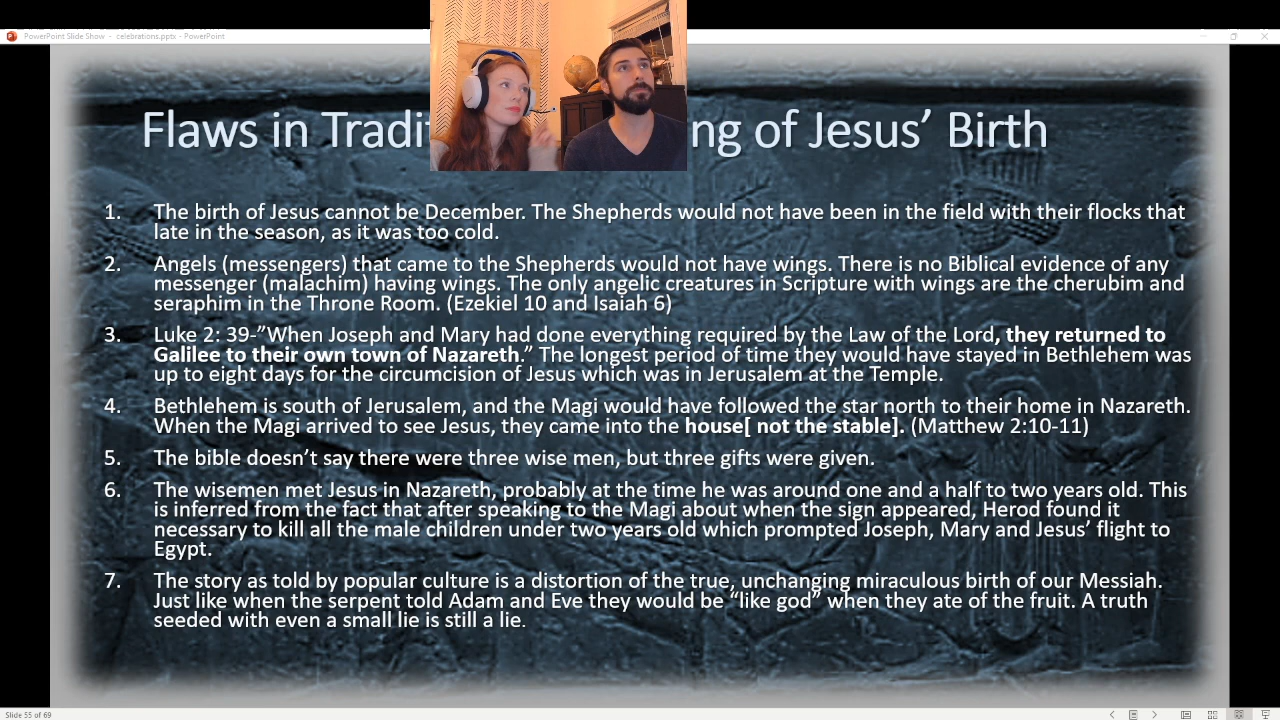 PowerPoint Slide Show - celebrations.pptx - PowerPoint
Flaws in Tradit ng of Jesus' Birth
1. The birth of Jesus cannot be December. The Shepherds would not have been in the field with their flocks that
late in the season, as it was too cold.
2. Angels (messengers) that came to the Shepherds would not have wings. There is no Biblical evidence of any
messenger (malachim) having wings. The only angelic creatures in Scripture with wings are the cherubim and
seraphim in the Throne Room. (Ezekiel 10 and Isaiah 6)
3. Luke 2: 39-”When Joseph and Mary had done everything required by the Law of the Lord, they returned to
Galilee to their own town of Nazareth.” The longest period of time they would have stayed in Bethlehem was
up to eight days for the circumcision of Jesus which was in Jerusalem at the Temple.
4. Bethlehem is south of Jerusalem, and the Magi would have followed the star north to their home in Nazareth.
When the Magi arrived to see Jesus, they came into the house[ not the stable]. (Matthew 2:10-11)
5. The bible doesn't say there were three wise men, but three gifts were given.
6. The wisemen met Jesus in Nazareth, probably at the time he was around one and a half to two years old. This
is inferred from the fact that after speaking to the Magi about when the sign appeared, Herod found it
necessary to kill all the male children under two years old which prompted Joseph, Mary and Jesus' flight to
Egypt.
7. The story as told by popular culture is a distortion of the true, unchanging miraculous birth of our Messiah.
Just like when the serpent told Adam and Eve they would be “like god” when they ate of the fruit. A truth
seeded with even a small lie is still a lie.
Slide 55 of 69